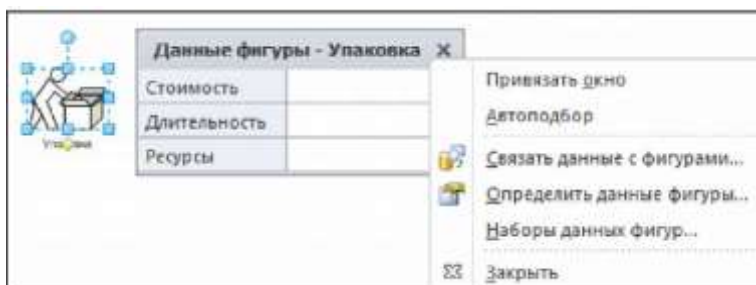 Данные фигуры - Упаковка
Стоимость
Длительность
Ресурсы
Упаковка
Привязать окно
Автоподбор
Связать данные с фигурами...
Определить данные фигуры...
Наборы данных фигур...
Закрыть